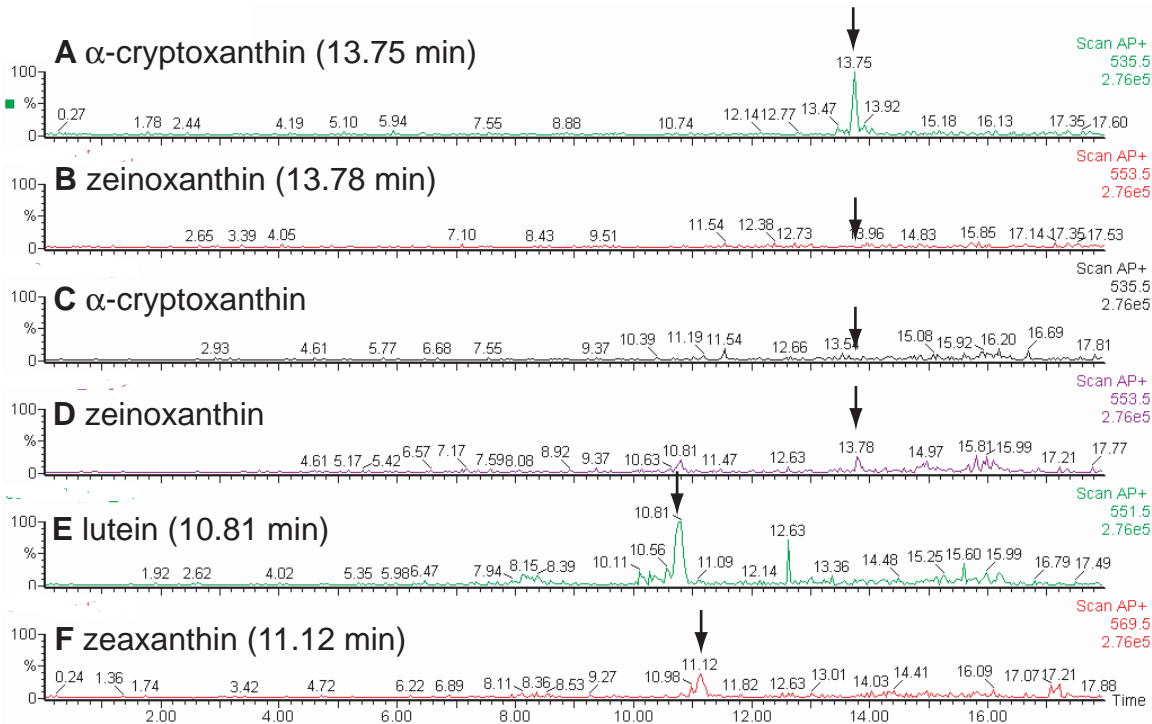 A α-cryptoxanthin (13.75 min)
Scan AP+
535.5
2.76e5
100
%
0
0.27 1.78 2.44 4.19 5.10 5.94 7.55 8.88 10.74 12.14 12.77 13.47 13.75 13.92 15.18 16.13 17.35 17.60
B zeinoxanthin (13.78 min)
Scan AP+
553.5
2.76e5
100
%
0
2.65 3.39 4.05 7.10 8.43 9.51 11.54 12.38 12.73 13.96 14.83 15.85 17.14 17.35 17.53
C α-cryptoxanthin
Scan AP+
535.5
2.76e5
100
%
0
2.93 4.61 5.77 6.68 7.55 9.37 10.39 11.19 11.54 12.66 13.54 15.08 15.92 16.20 16.69 17.81
D zeinoxanthin
Scan AP+
553.5
2.76e5
100
%
0
4.61 5.17 5.42 6.57 7.17 7.59 8.08 8.92 9.37 10.63 10.81 11.47 12.63 13.78 14.97 15.81 15.99 17.21 17.77
E lutein (10.81 min)
Scan AP+
551.5
2.76e5
100
%
0
1.92 2.62 4.02 5.35 5.98 6.47 7.94 8.15 8.39 10.11 10.56 10.81 11.09 12.14 12.63 13.36 14.48 15.25 15.60 15.99 16.79 17.49
F zeaxanthin (11.12 min)
Scan AP+
569.5
2.76e5
100
%
0
0.24 1.36 1.74 3.42 4.72 6.22 6.89 8.11 8.36 8.53 9.27 10.98 11.12 11.82 12.63 13.01 14.03 14.41 16.09 17.07 17.21 17.88
Time
2.00 4.00 6.00 8.00 10.00 12.00 14.00 16.00